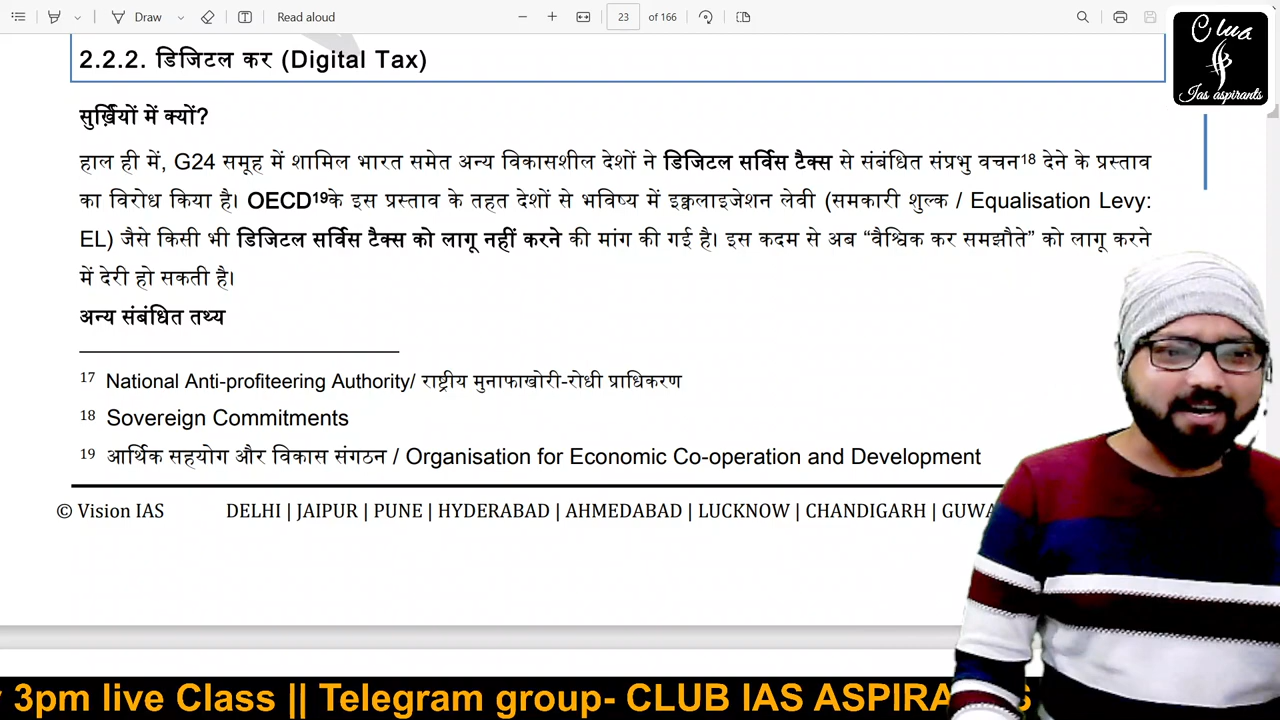 Draw
Read aloud
23 of 166
Clua
Ias aspirants
2.2.2. डिजिटल कर (Digital Tax)
सुर्ख़ियों में क्यों?
हाल ही में, G24 समूह में शामिल भारत समेत अन्य विकासशील देशों ने डिजिटल सर्विस टैक्स से संबंधित संप्रभु वचन18 देने के प्रस्ताव
का विरोध किया है। OECD19के इस प्रस्ताव के तहत देशों से भविष्य में इक्वलाइजेशन लेवी (समकारी शुल्क / Equalisation Levy:
EL) जैसे किसी भी डिजिटल सर्विस टैक्स को लागू नहीं करने की मांग की गई है। इस कदम से अब “वैश्विक कर समझौते” को लागू करने
में देरी हो सकती है।
अन्य संबंधित तथ्य
17 National Anti-profiteering Authority/ राष्ट्रीय मुनाफाखोरी-रोधी प्राधिकरण
18 Sovereign Commitments
19 आर्थिक सहयोग और विकास संगठन / Organisation for Economic Co-operation and Development
© Vision IAS DELHI | JAIPUR | PUNE | HYDERABAD | AHMEDABAD | LUCKNOW | CHANDIGARH | GUWA
3pm live Class || Telegram group- CLUB IAS ASPIRA S